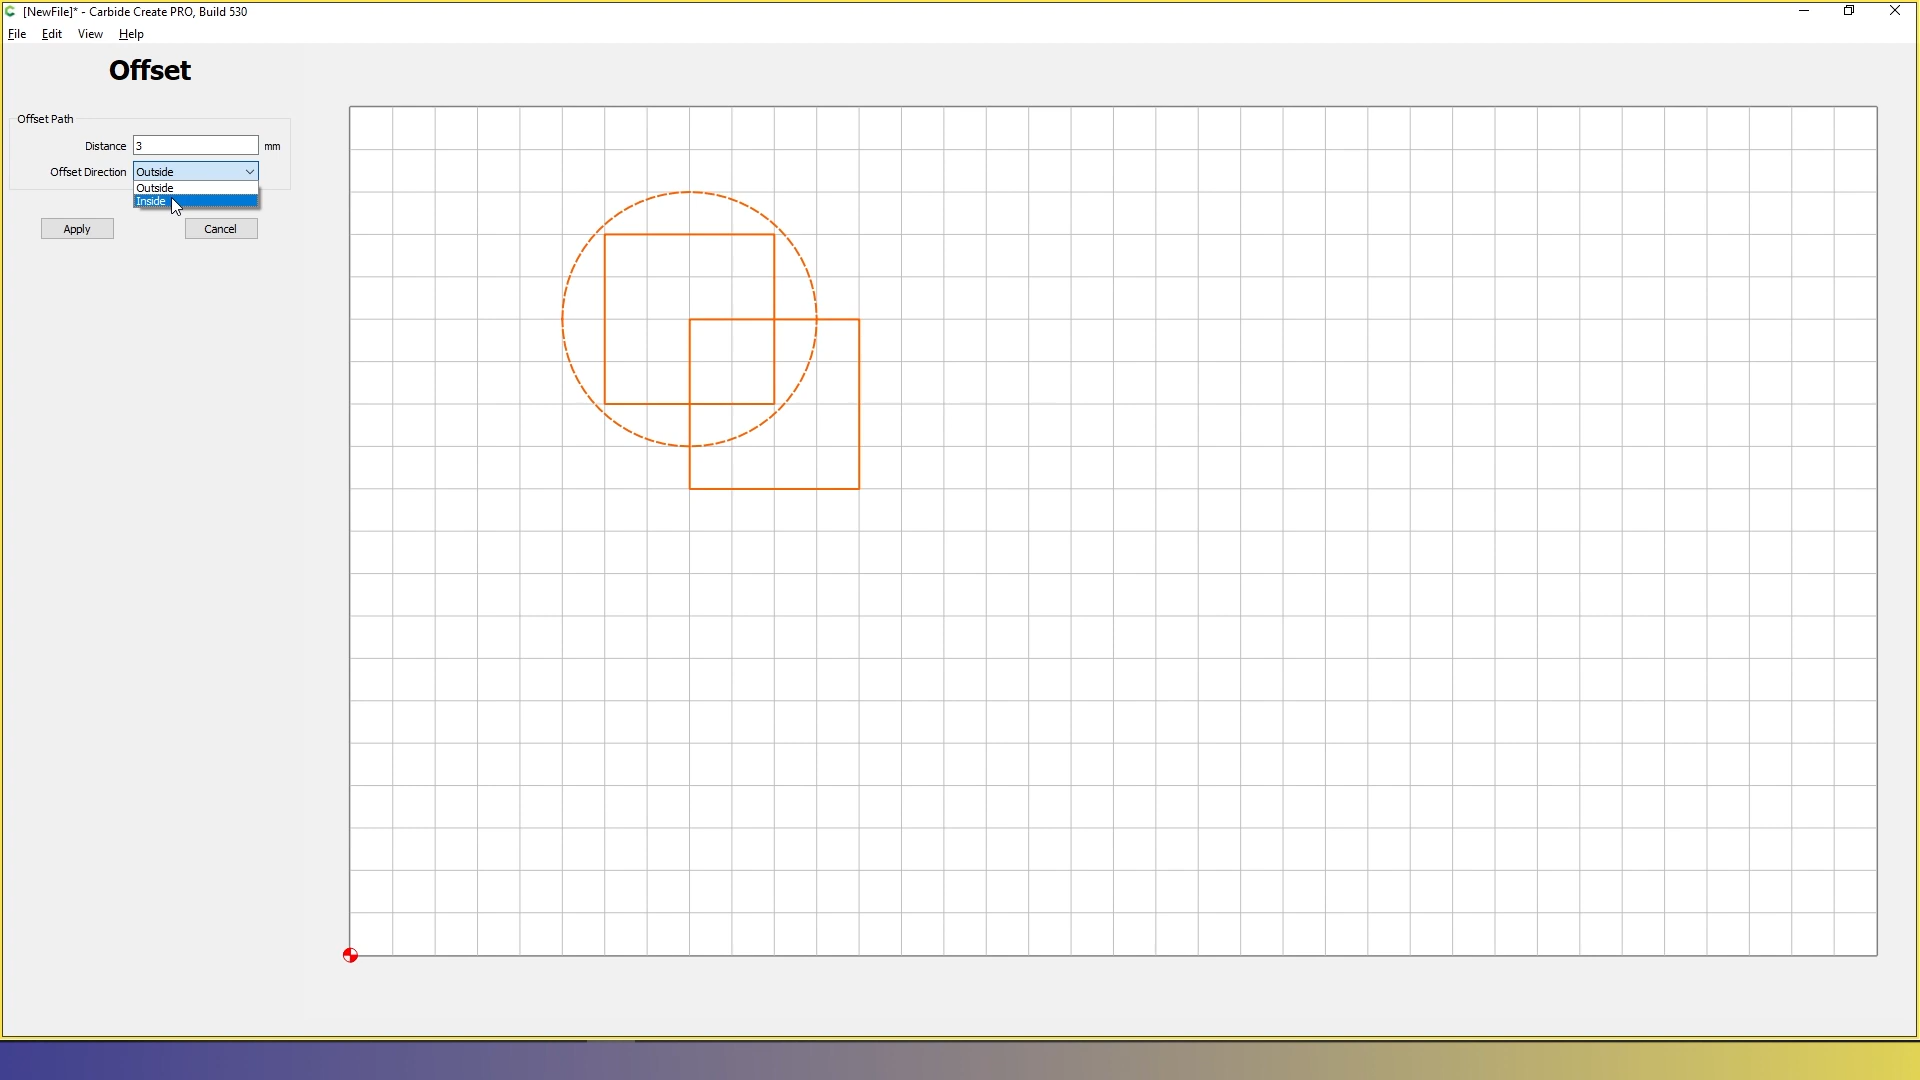 [NewFile]* - Carbide Create PRO, Build 530
File Edit View Help
Offset
Offset Path
Distance 3 mm
Offset Direction Outside
Outside
Inside
Apply Cancel